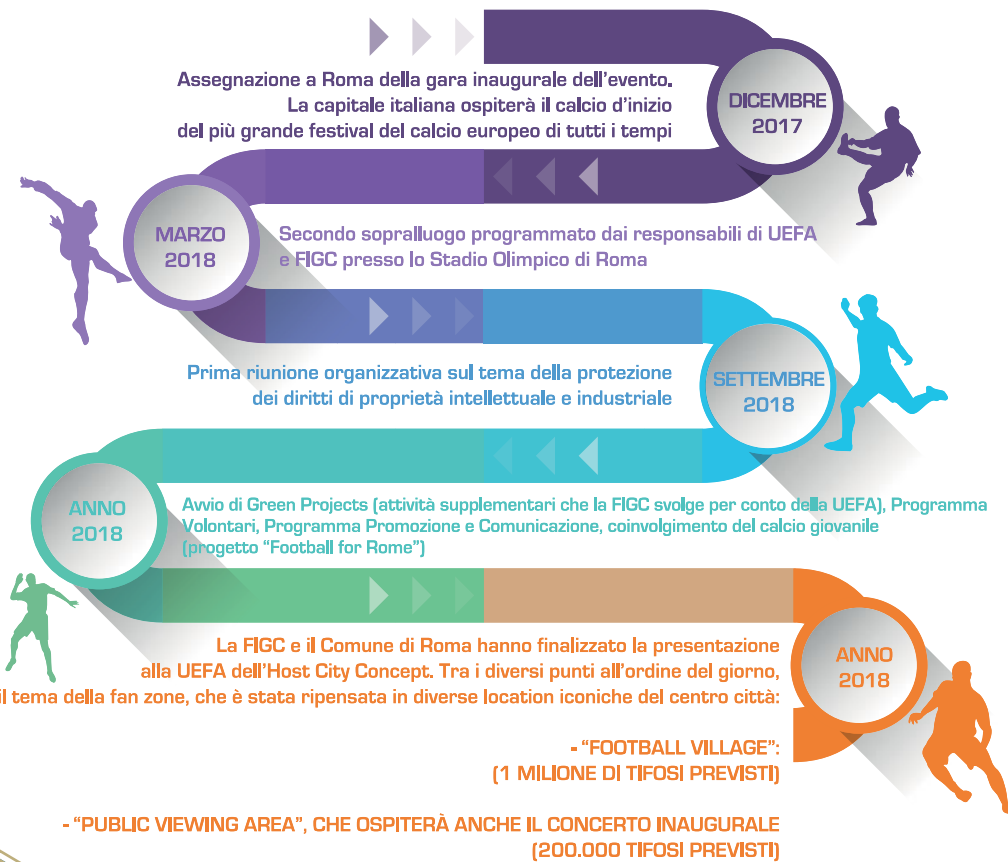 Assegnazione a Roma della gara inaugurale dell'evento.
La capitale italiana ospiterà il calcio d'inizio
del più grande festival del calcio europeo di tutti i tempi
DICEMBRE
2017
MARZO
2018
Secondo sopralluogo programmato dai responsabili di UEFA
e FIGC presso lo Stadio Olimpico di Roma
Prima riunione organizzativa sul tema della protezione
dei diritti di proprietà intellettuale e industriale
SETTEMBRE
2018
ANNO
2018
Avvio di Green Projects (attività supplementari che la FIGC svolge per conto della UEFA), Programma
Volontari, Programma Promozione e Comunicazione, coinvolgimento del calcio giovanile
(progetto "Football for Rome")
La FIGC e il Comune di Roma hanno finalizzato la presentazione
alla UEFA dell'Host City Concept. Tra i diversi punti all'ordine del giorno,
il tema della fan zone, che è stata ripensata in diverse location iconiche del centro città:
ANNO
2018
- "FOOTBALL VILLAGE":
(1 MILIONE DI TIFOSI PREVISTI)
- "PUBLIC VIEWING AREA", CHE OSPITERÀ ANCHE IL CONCERTO INAUGURALE
(200.000 TIFOSI PREVISTI)